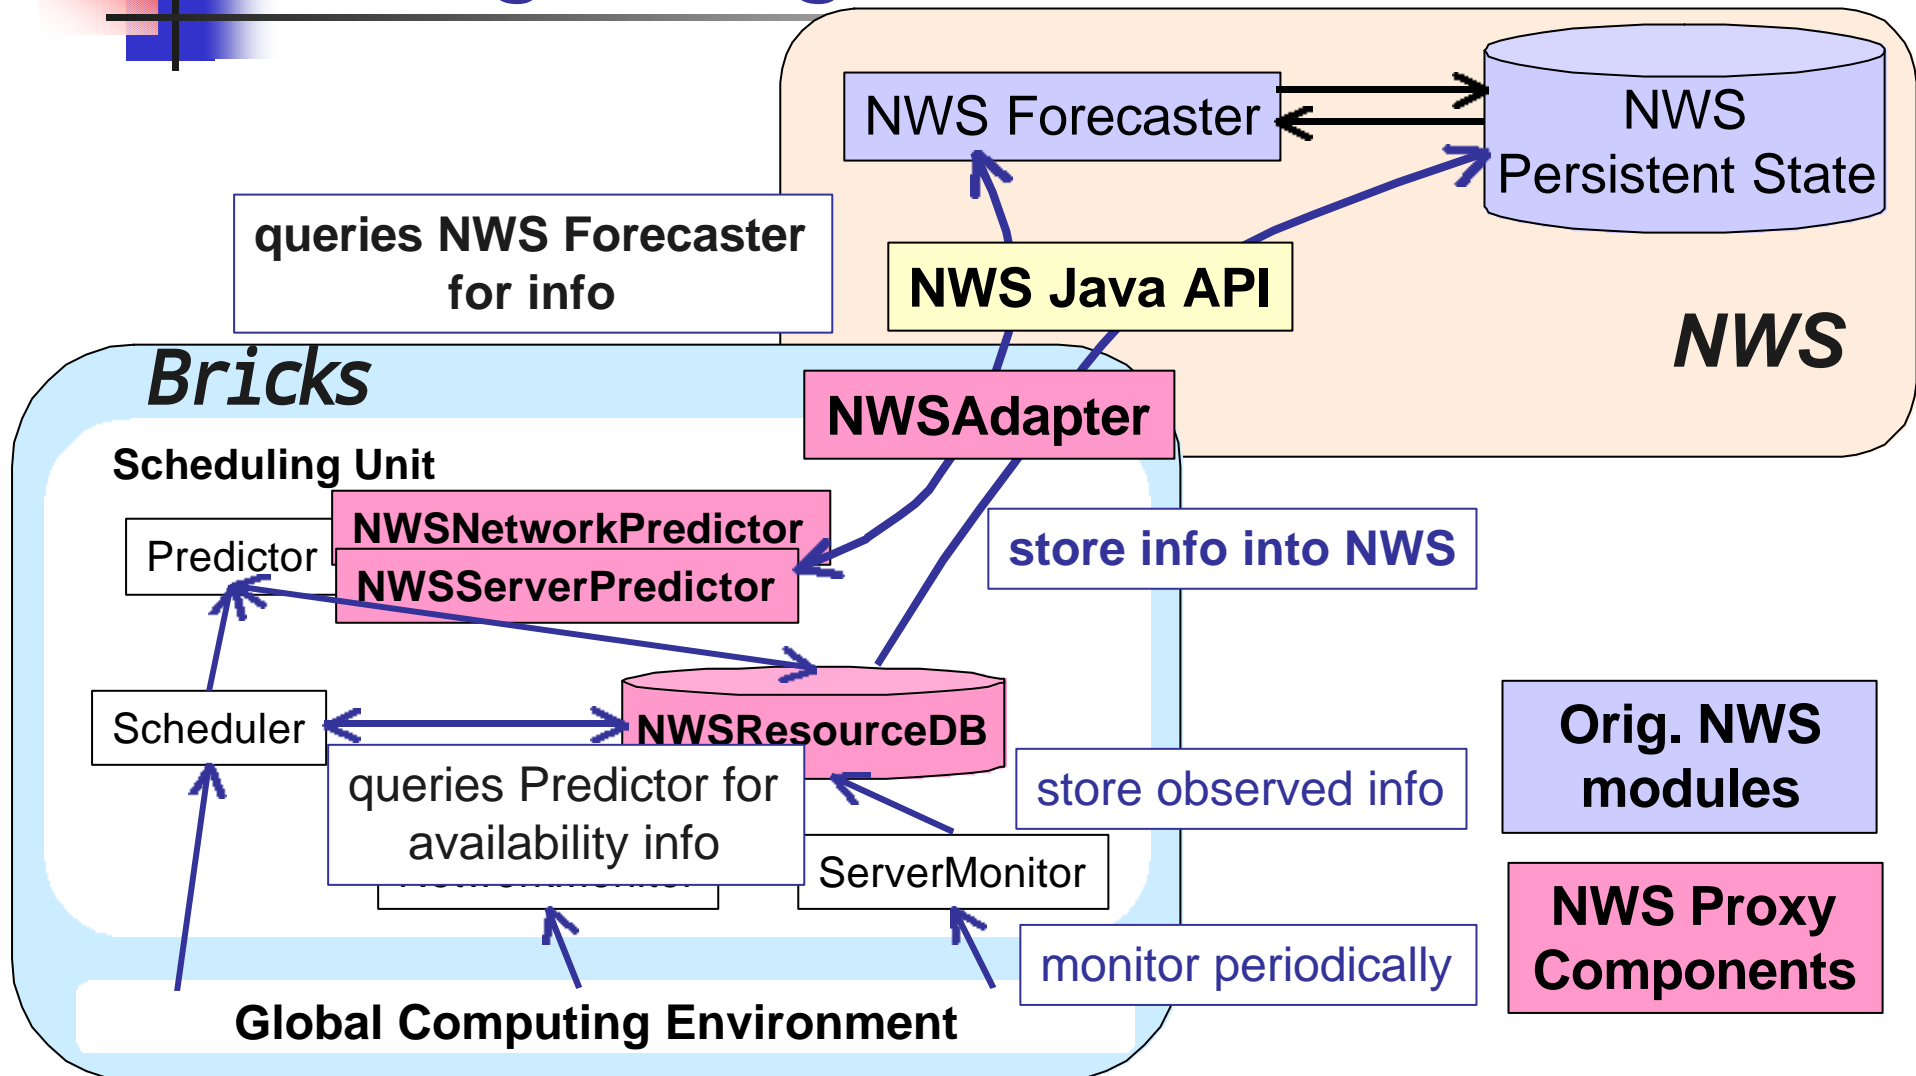 NWS Forecaster
NWS
Persistent State
queries NWS Forecaster
for info
NWS Java API
NWS
Bricks
NWSAdapter
Scheduling Unit
NWSNetworkPredictor
Predictor
NWSServerPredictor
store info into NWS
Scheduler
NWSResourceDB
Orig. NWS
modules
queries Predictor for
availability info
store observed info
ServerMonitor
NWS Proxy
Components
monitor periodically
Global Computing Environment